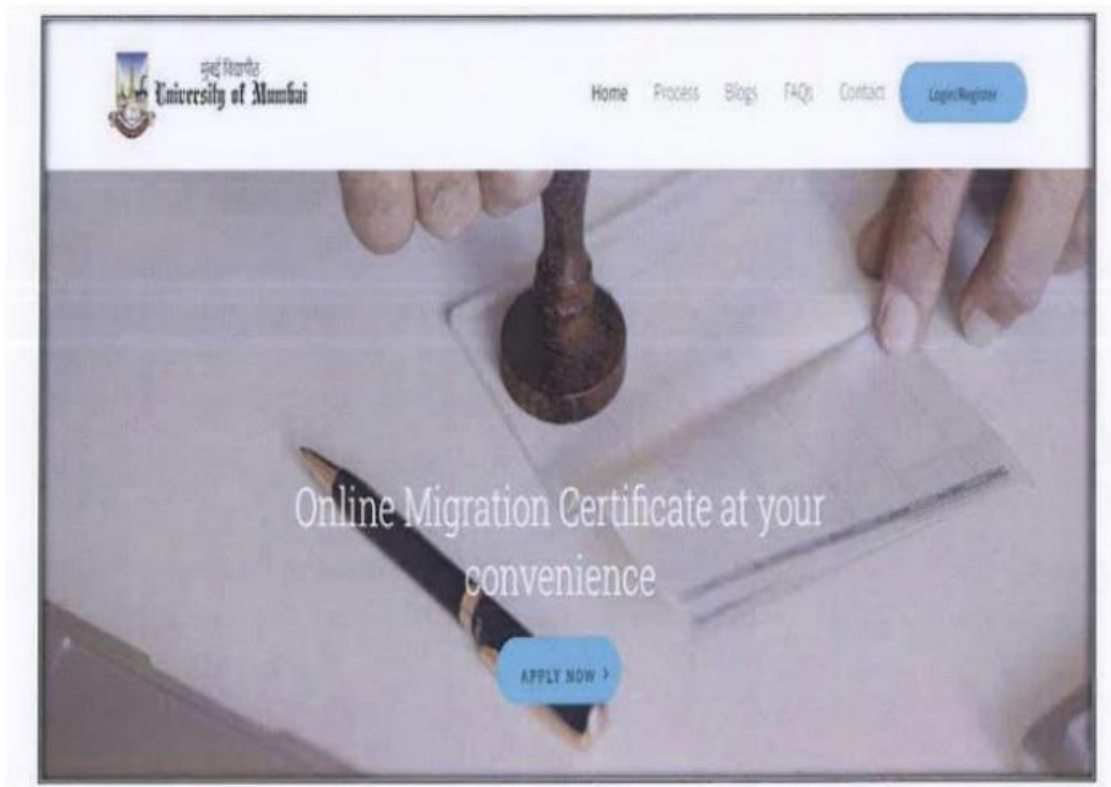 मुंबई विद्यापीठ
University of Mumbai
Home Process Blogs FAQs Contact Login/Register
Online Migration Certificate at your
convenience
APPLY NOW >